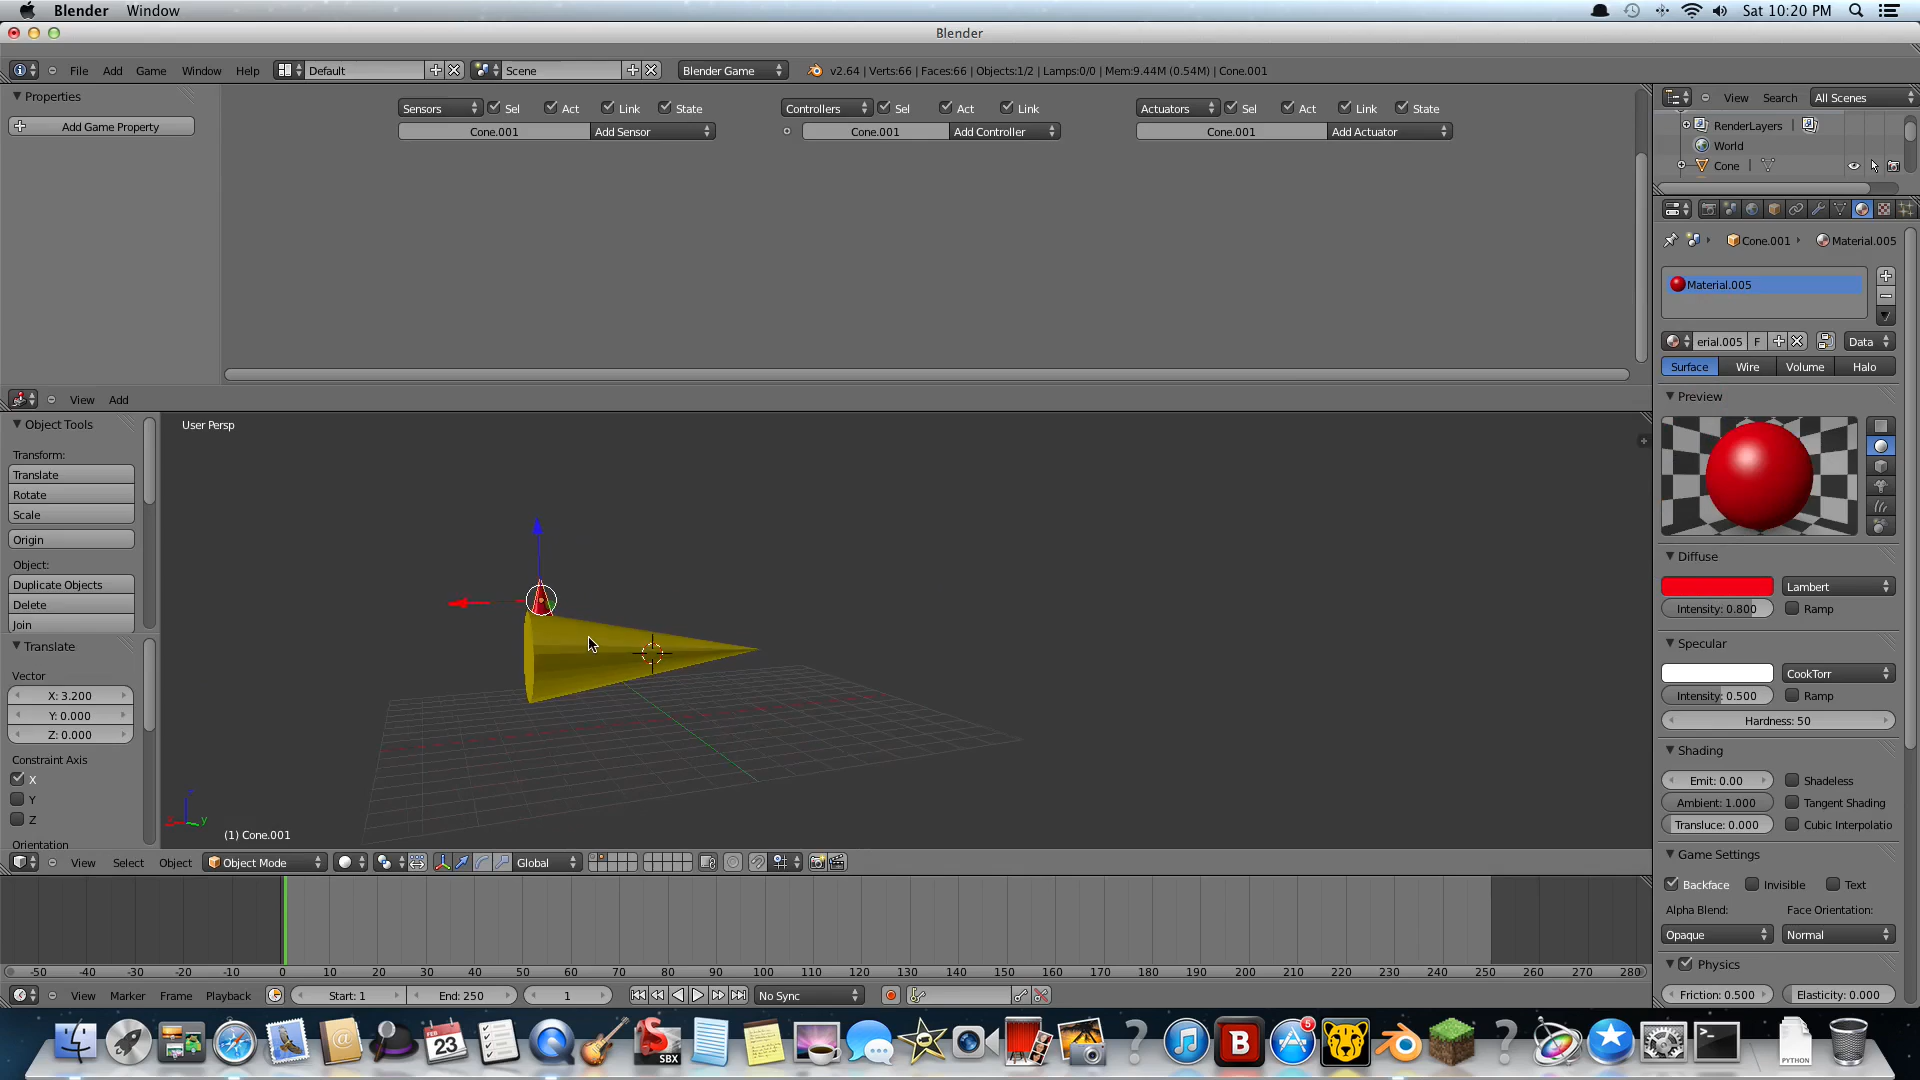 Blender Window Sat 10:20 PM
Blender
File Add Game Window Help Default Scene Blender Game v2.64 | Verts:66 | Faces:66 | Objects:1/2 | Lamps:0/0 | Mem:9.44M (0.54M) | Cone.001
Properties
Add Game Property
Sensors Sel Act Link State Controllers Sel Act Link Actuators Sel Act Link State
Cone.001 Add Sensor Cone.001 Add Controller Cone.001 Add Actuator
View Search All Scenes
RenderLayers
World
Cone
View Add
Object Tools
Transform:
Translate
Rotate
Scale
Origin
Object:
Duplicate Objects
Delete
Join
Translate
Vector
X: 3.200
Y: 0.000
Z: 0.000
Constraint Axis
X
Y
Z
Orientation
User Persp
y
(1) Cone.001
View Select Object Object Mode Global
Cone.001 Material.005
Material.005
erial.005 F Data
Surface Wire Volume Halo
Preview
Diffuse
Lambert
Intensity: 0.800 Ramp
Specular
CookTorr
Intensity: 0.500 Ramp
Hardness: 50
Shading
Emit: 0.00 Shadeless
Ambient: 1.000 Tangent Shading
Transluce: 0.000 Cubic Interpolatio
Game Settings
Backface Invisible Text
Alpha Blend: Face Orientation:
Opaque Normal
Physics
Friction: 0.500 Elasticity: 0.000
-50 -40 -30 -20 -10 0 10 20 30 40 50 60 70 80 90 100 110 120 130 140 150 160 170 180 190 200 210 220 230 240 250 260 270 280
View Marker Frame Playback Start: 1 End: 250 1 No Sync
FEB 23 SBX B 5 PYTHON